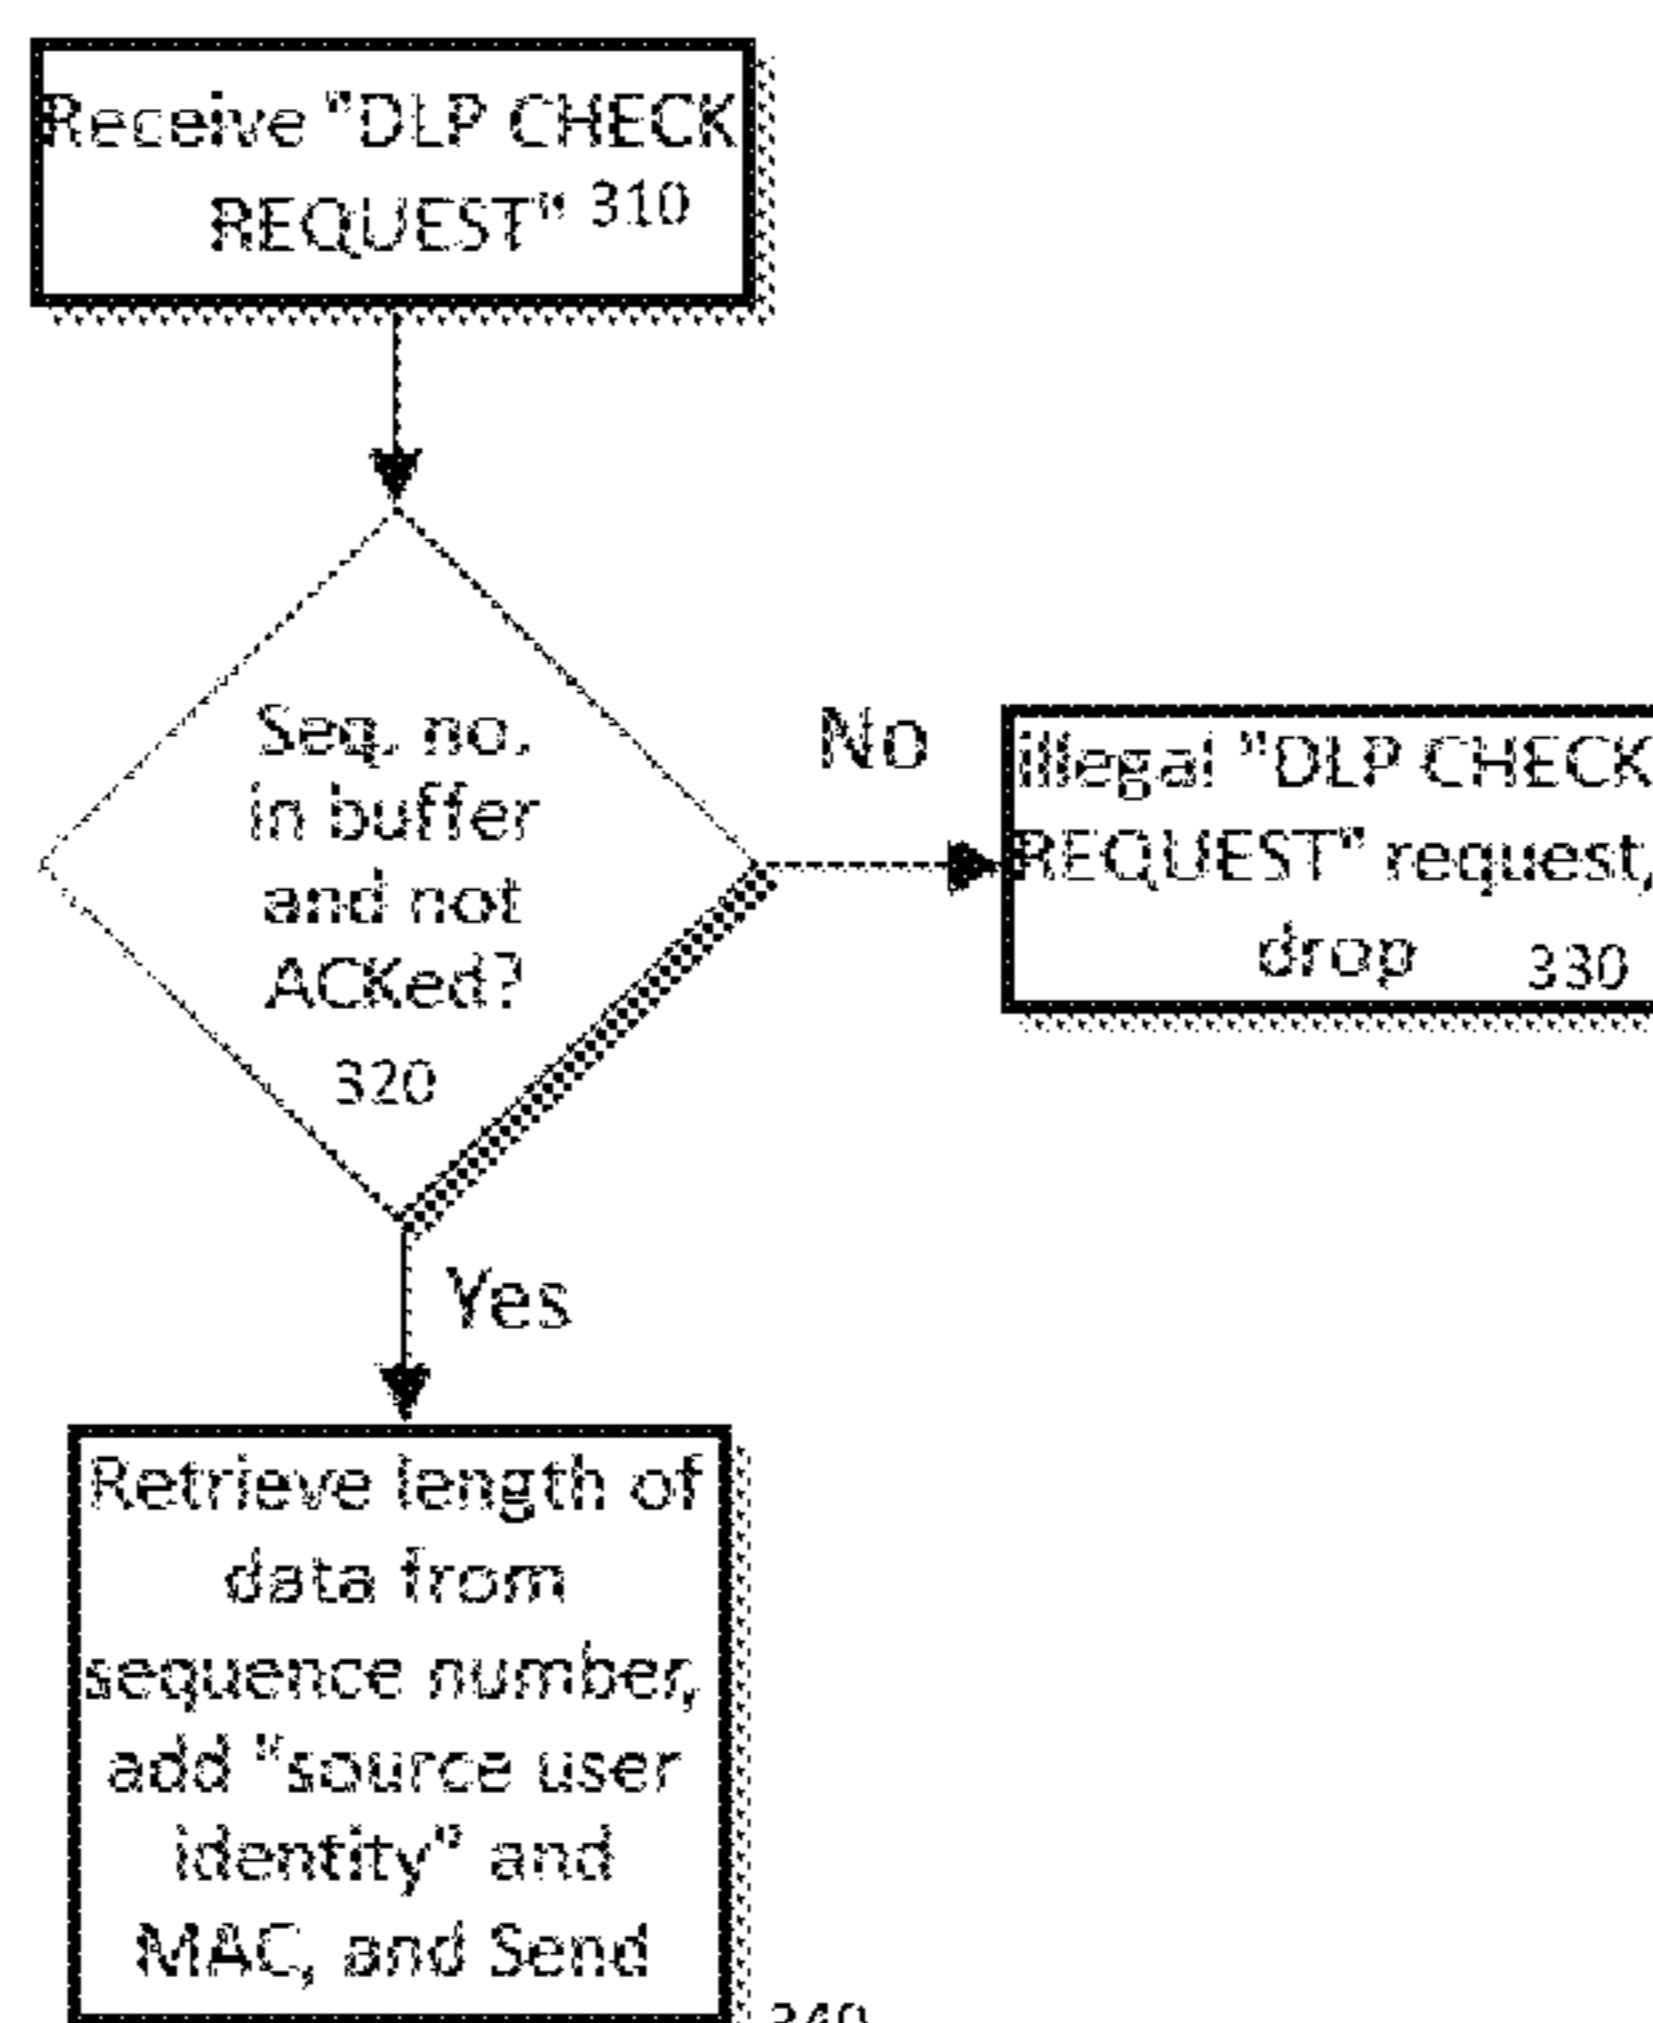 Receive "DLP CHECK
REQUEST" 310
Seq. no.
in buffer
and not
ACKed?
320
No
illegal "DLP CHECK
REQUEST" request,
drop 330
Yes
Retrieve length of
data from
sequence number,
add "source user
identity" and
MAC, and Send
340